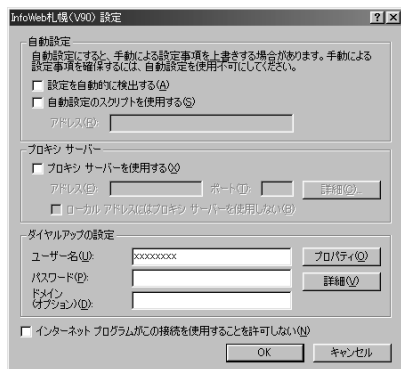 InfoWeb札幌(V90) 設定
自動設定
自動設定にすると、手動による設定事項を上書きする場合があります。手動による
設定事項を確保するには、自動設定を使用不可にしてください。
設定を自動的に検出する(A)
自動設定のスクリプトを使用する(S)
アドレス(R):
プロキシ サーバー
プロキシ サーバーを使用する(X)
アドレス(E): ポート(T): 詳細(C)...
ローカル アドレスにはプロキシ サーバーを使用しない(B)
ダイヤルアップの設定
ユーザー名(U): xxxxxxxx プロパティ(O)
パスワード(P): 詳細(V)
ドメイン
(オプション)(D):
インターネット プログラムがこの接続を使用することを許可しない(N)
OK キャンセル